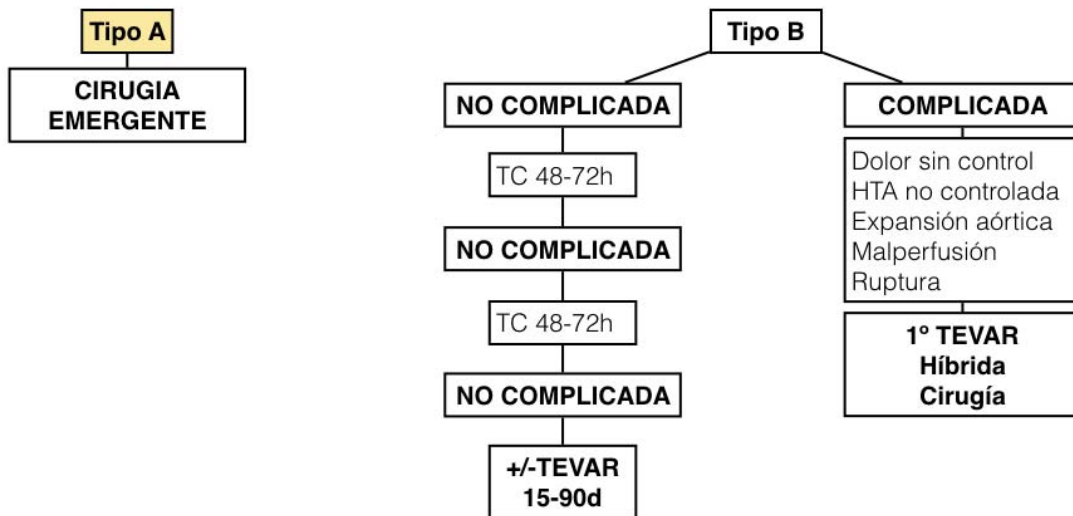 Tipo A
CIRUGIA
EMERGENTE
Tipo B
NO COMPLICADA
TC 48-72h
NO COMPLICADA
TC 48-72h
NO COMPLICADA
+/-TEVAR
15-90d
COMPLICADA
Dolor sin control
HTA no controlada
Expansión aórtica
Malperfusión
Ruptura
1º TEVAR
Híbrida
Cirugía